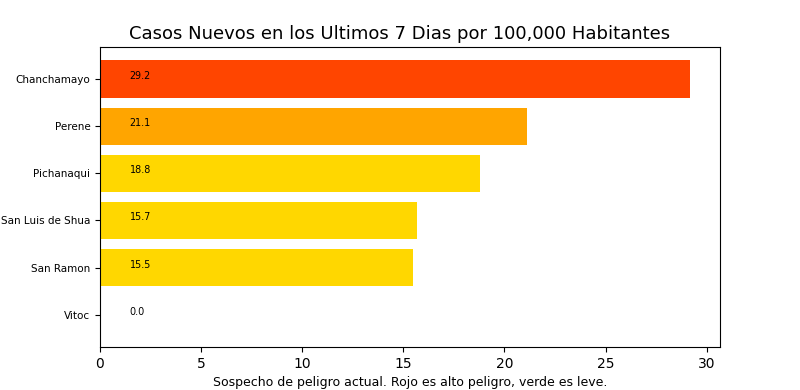 Casos Nuevos en los Ultimos 7 Dias por 100,000 Habitantes
Chanchamayo 29.2
Perene 21.1
Pichanaqui 18.8
San Luis de Shua 15.7
San Ramon 15.5
Vitoc 0.0
0 5 10 15 20 25 30
Sospecho de peligro actual. Rojo es alto peligro, verde es leve.